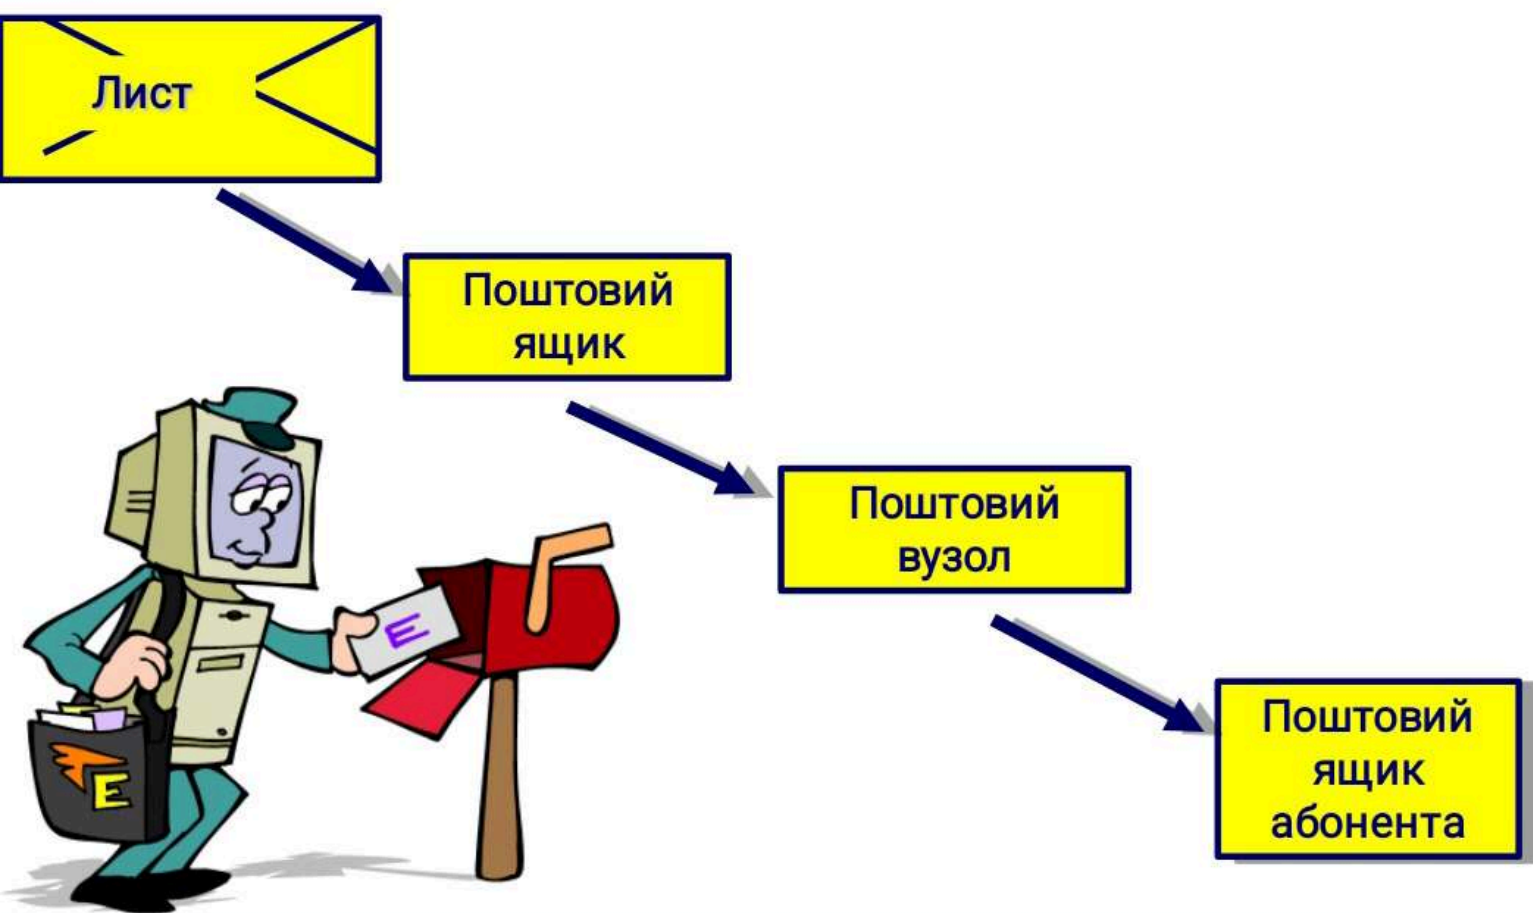 Лист
Поштовий
ящик
Поштовий
вузол
E
Поштовий
ящик
абонента
E